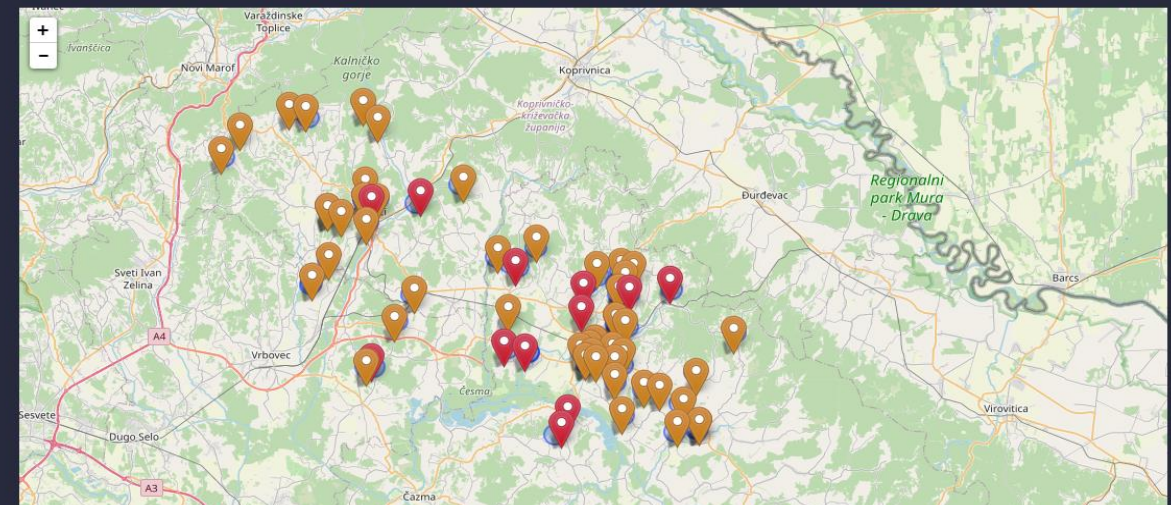 Varaždinske
Toplice
+
−
Ivanščica
Novi Marof
Kalničko
gorje
Koprivnica
Koprivničko-
križevačka
županija
Đurđevac
Regionalni
park Mura
- Drava
Barcs
Sveti Ivan
Zelina
A4
Vrbovec
Česma
Sesvete
Dugo Selo
Virovitica
A3
Čazma